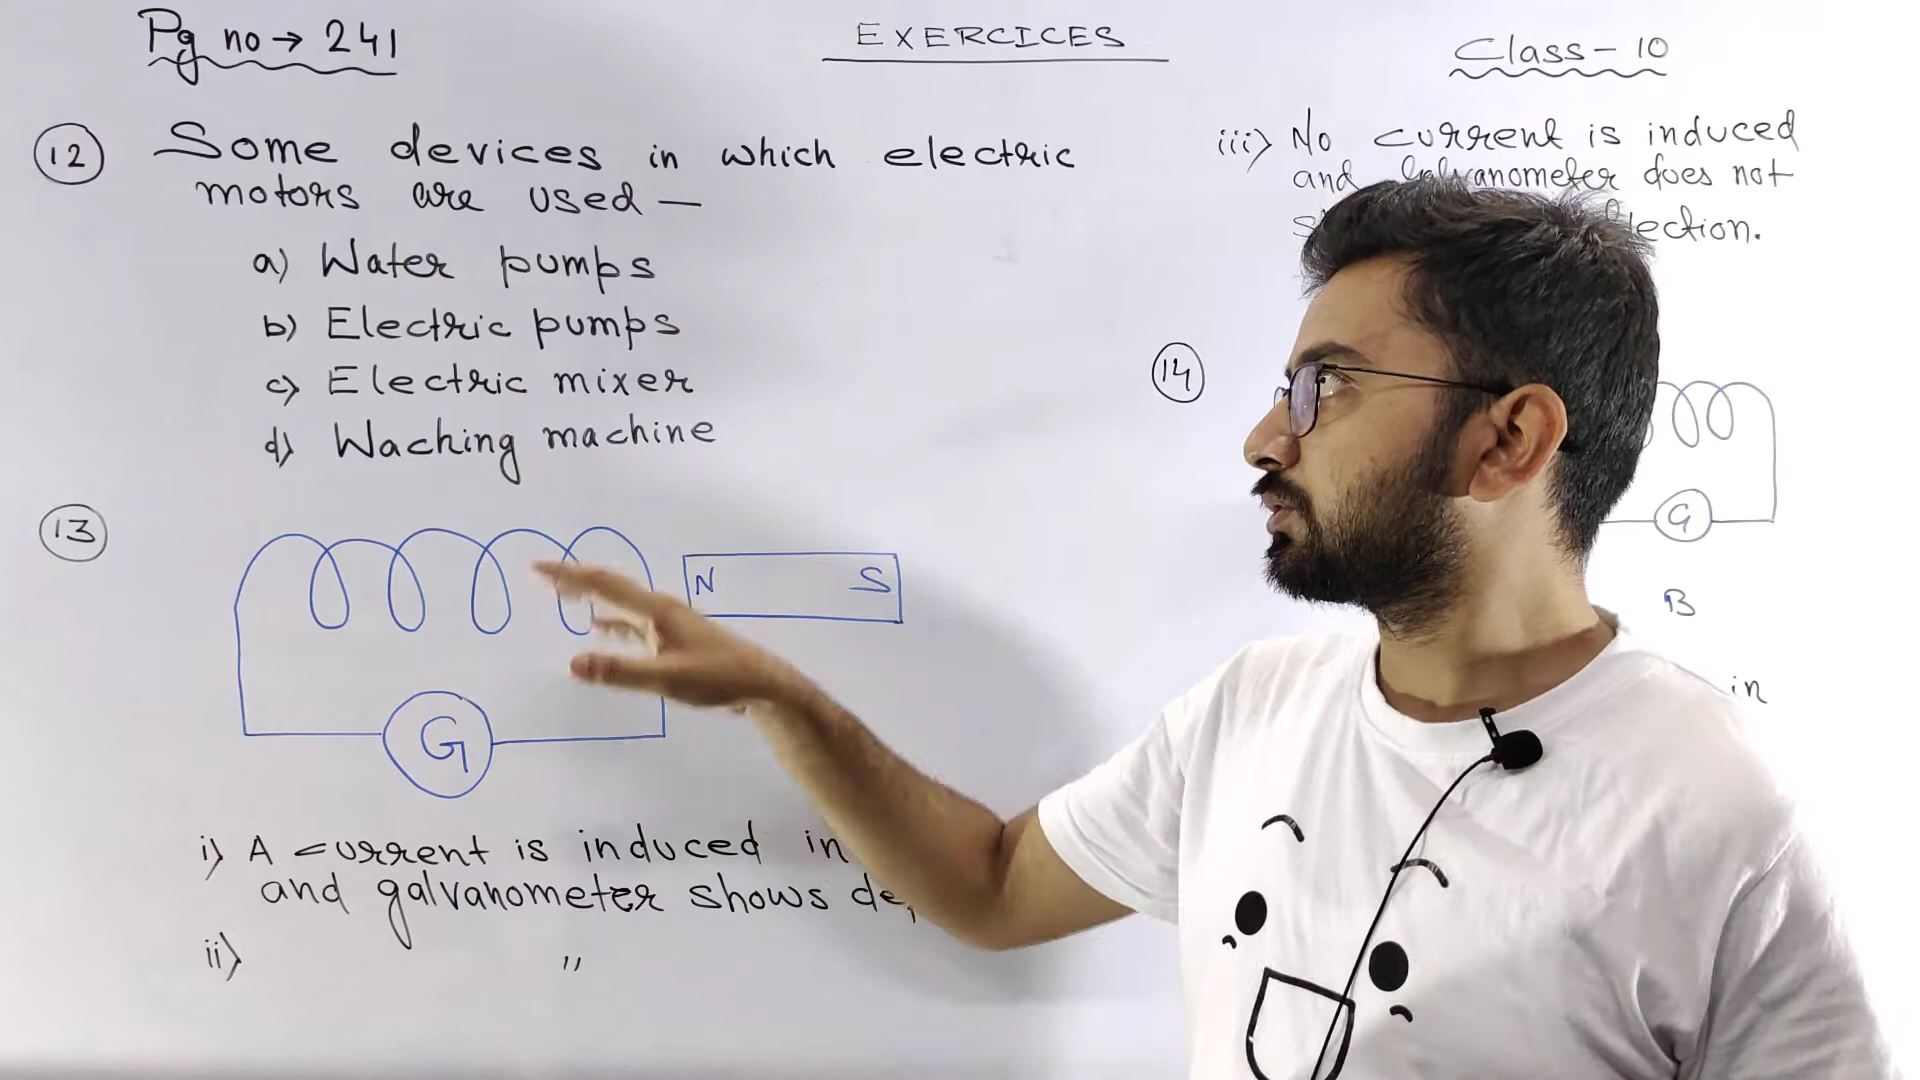 Pg no → 241
EXERCICES
Class - 10
12 Some devices in which electric
motors are used —
a) Water pumps
b) Electric pumps
c) Electric mixer
d) Waching machine
13
N S
G
i) A current is induced in
and galvanometer shows
ii) "
iii) No current is induced
and Galvanometer does not
14
G
B
in